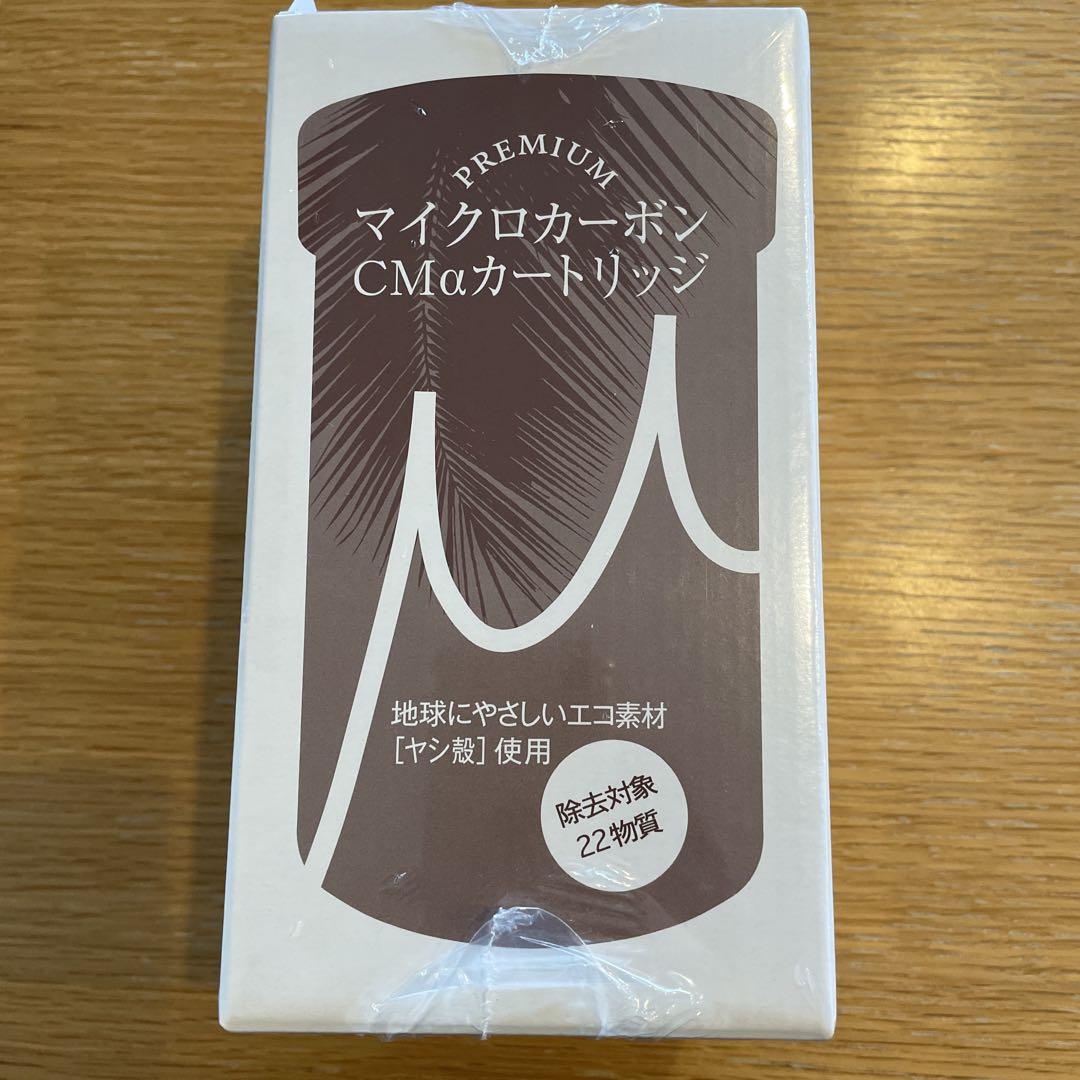 PREMIUM
マイクロカーボン
CMαカートリッジ
μ
地球にやさしいエコ素材
[ヤシ殻]使用
除去対象
22物質